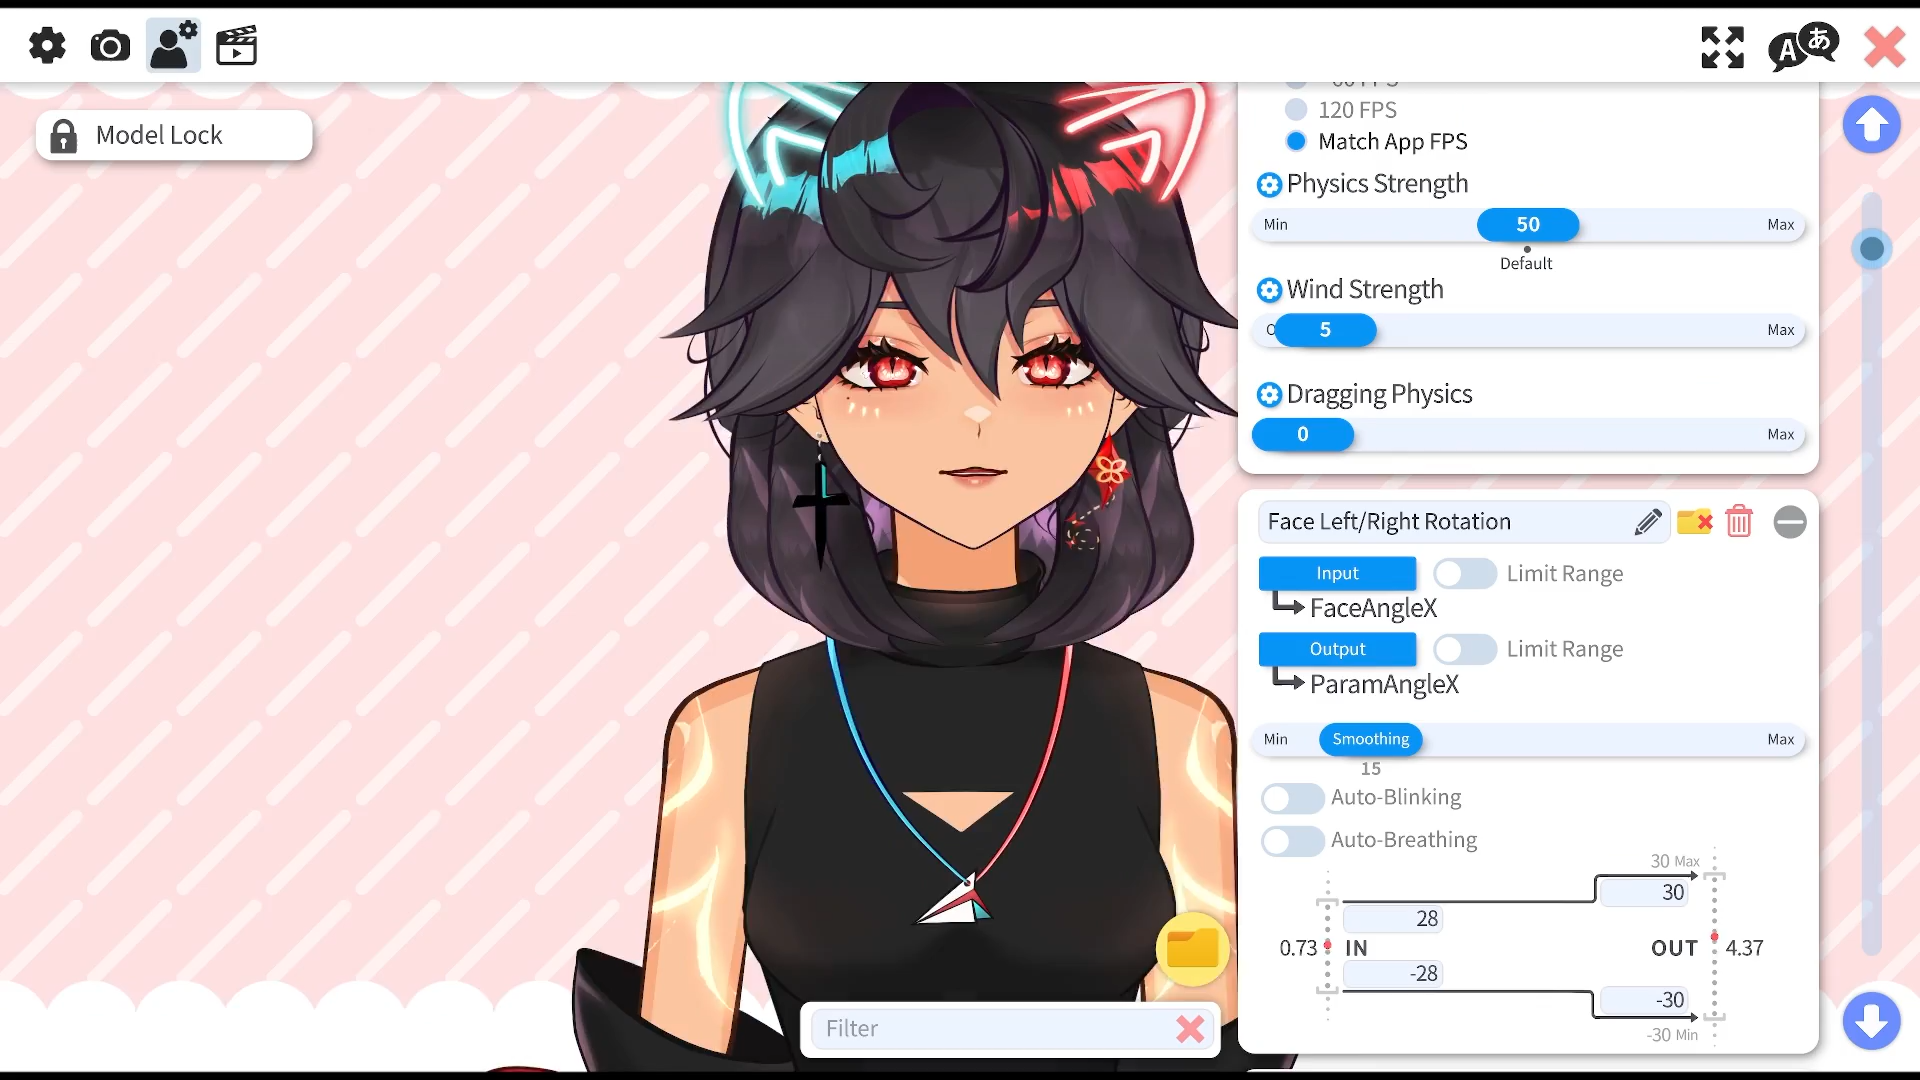 Aあ
Model Lock
120 FPS
Match App FPS
Physics Strength
Min
50
Max
Default
Wind Strength
5
Max
Dragging Physics
0
Max
Face Left/Right Rotation
Input
Limit Range
FaceAngleX
Output
Limit Range
ParamAngleX
Min
Smoothing
Max
15
Auto-Blinking
Auto-Breathing
30 Max
30
28
0.73
IN
OUT
4.37
-28
-30
-30 Min
Filter